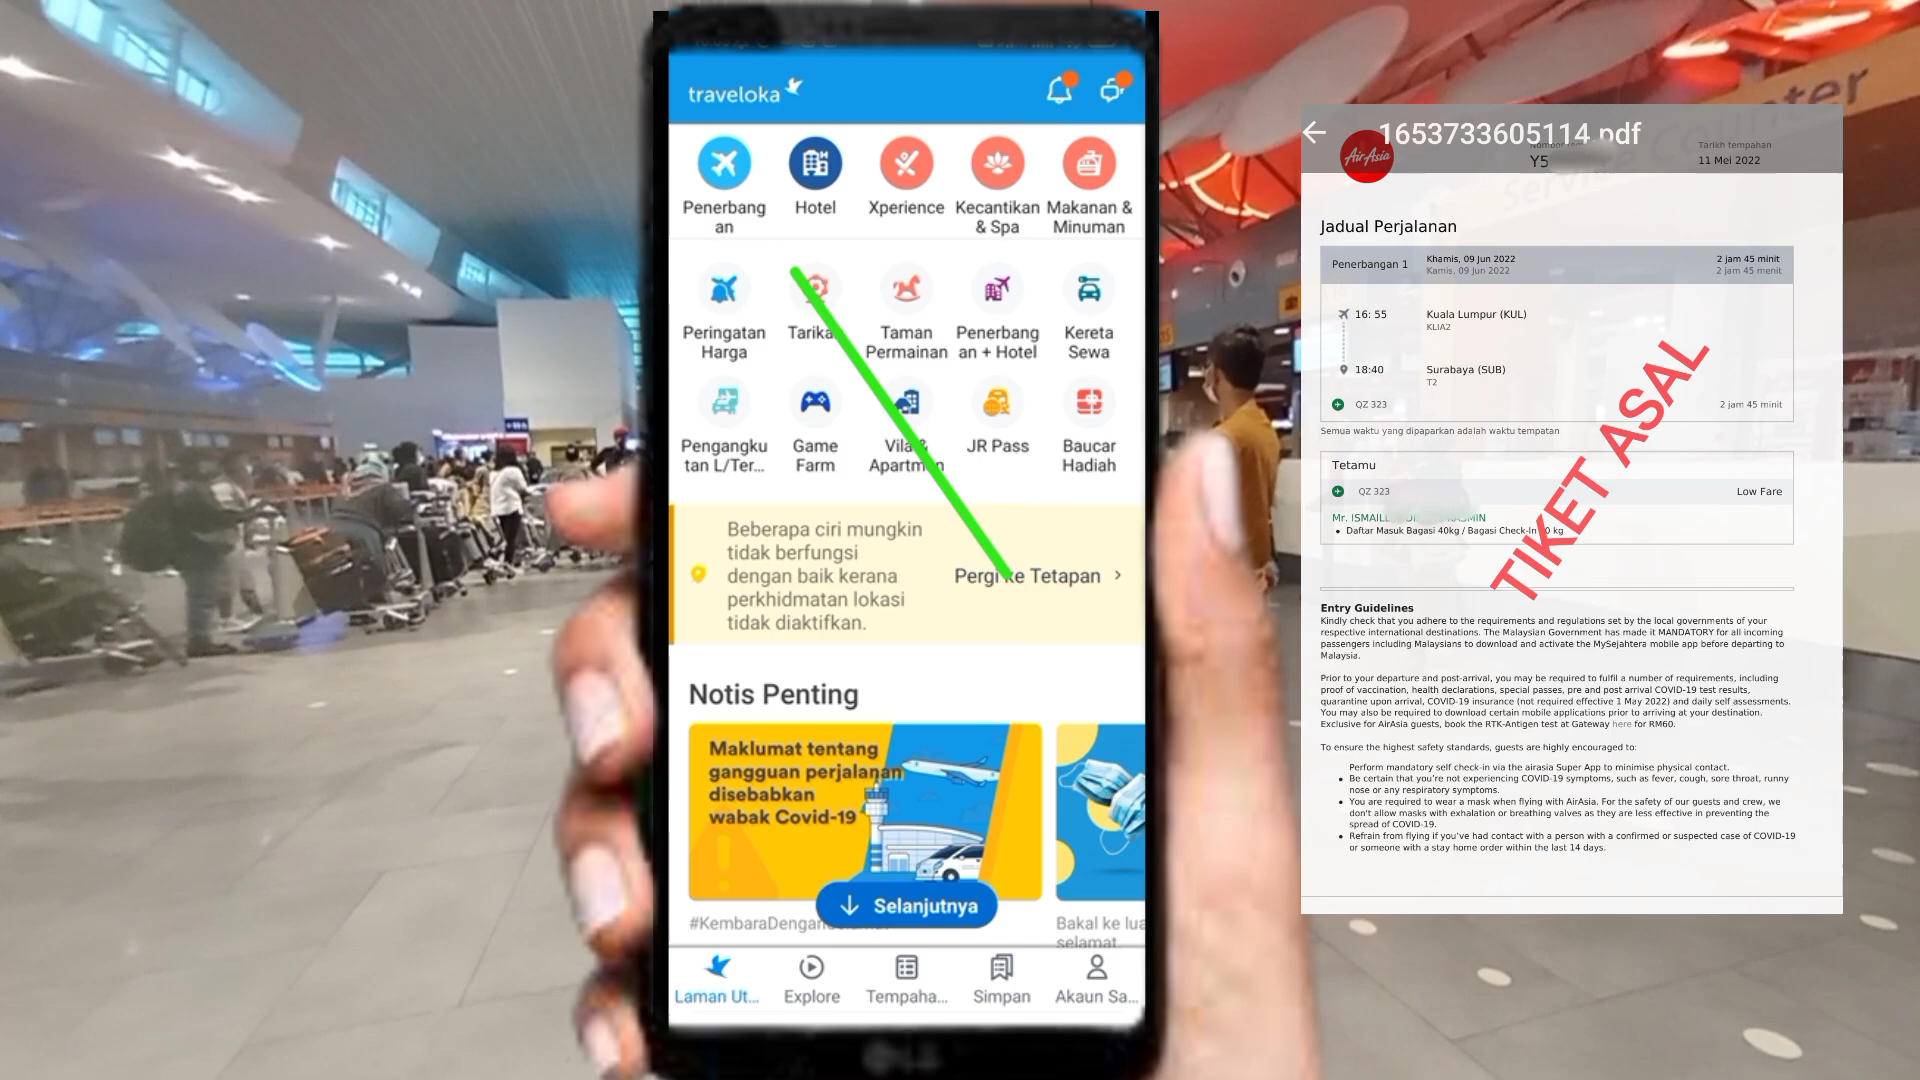 traveloka
Penerbang
an
Hotel
Xperience
Kecantikan
& Spa
Makanan &
Minuman
Peringatan
Harga
Taman
Permainan
Penerbang
an + Hotel
Kereta
Sewa
Pengangku
tan L/Ter...
Game
Farm
Vila &
JR Pass
Baucar
Hadiah
Beberapa ciri mungkin
tidak berfungsi
dengan baik kerana
perkhidmatan lokasi
tidak diaktifkan.
Pergi ke Tetapan
Notis Penting
Maklumat tentang
gangguan perjalanan
disebabkan
wabak Covid-19
Selanjutnya
Bakal ke lua
selamat
Laman Ut...
Explore
Tempaha...
Simpan
Akaun Sa...
LG
Service Counter
1653733605114.pdf
AirAsia
Y5
Tarikh tempahan
11 Mei 2022
Jadual Perjalanan
Penerbangan 1
Khamis, 09 Jun 2022
Kamis, 09 Jun 2022
2 jam 45 minit
2 jam 45 menit
16: 55
Kuala Lumpur (KUL)
KLIA2
18:40
Surabaya (SUB)
T2
QZ 323
2 jam 45 minit
Semua waktu yang dipaparkan adalah waktu tempatan
Tetamu
QZ 323
Low Fare
Mr. ISMAIL
Daftar Masuk Bagasi 40kg / Bagasi Check-In kg
TIKET ASAL
Entry Guidelines
Kindly check that you adhere to the requirements and regulations set by the local governments of your
respective international destinations. The Malaysian Government has made it MANDATORY for all incoming
passengers including Malaysians to download and activate the MySejahtera mobile app before departing to
Malaysia.
Prior to your departure and post-arrival, you may be required to fulfil a number of requirements, including
proof of vaccination, health declarations, special passes, pre and post arrival COVID-19 test results,
quarantine upon arrival, COVID-19 insurance (not required effective 1 May 2022) and daily self assessments.
You may also be required to download certain mobile applications prior to arriving at your destination.
Exclusive for AirAsia guests, book the RTK-Antigen test at Gateway here for RM60.
To ensure the highest safety standards, guests are highly encouraged to:
Perform mandatory self check-in via the airasia Super App to minimise physical contact.
Be certain that you're not experiencing COVID-19 symptoms, such as fever, cough, sore throat, runny
nose or any respiratory symptoms.
You are required to wear a mask when flying with AirAsia. For the safety of our guests and crew, we
don't allow masks with exhalation or breathing valves as they are less effective in preventing the
spread of COVID-19.
Refrain from flying if you've had contact with a person with a confirmed or suspected case of COVID-19
or someone with a stay home order within the last 14 days.